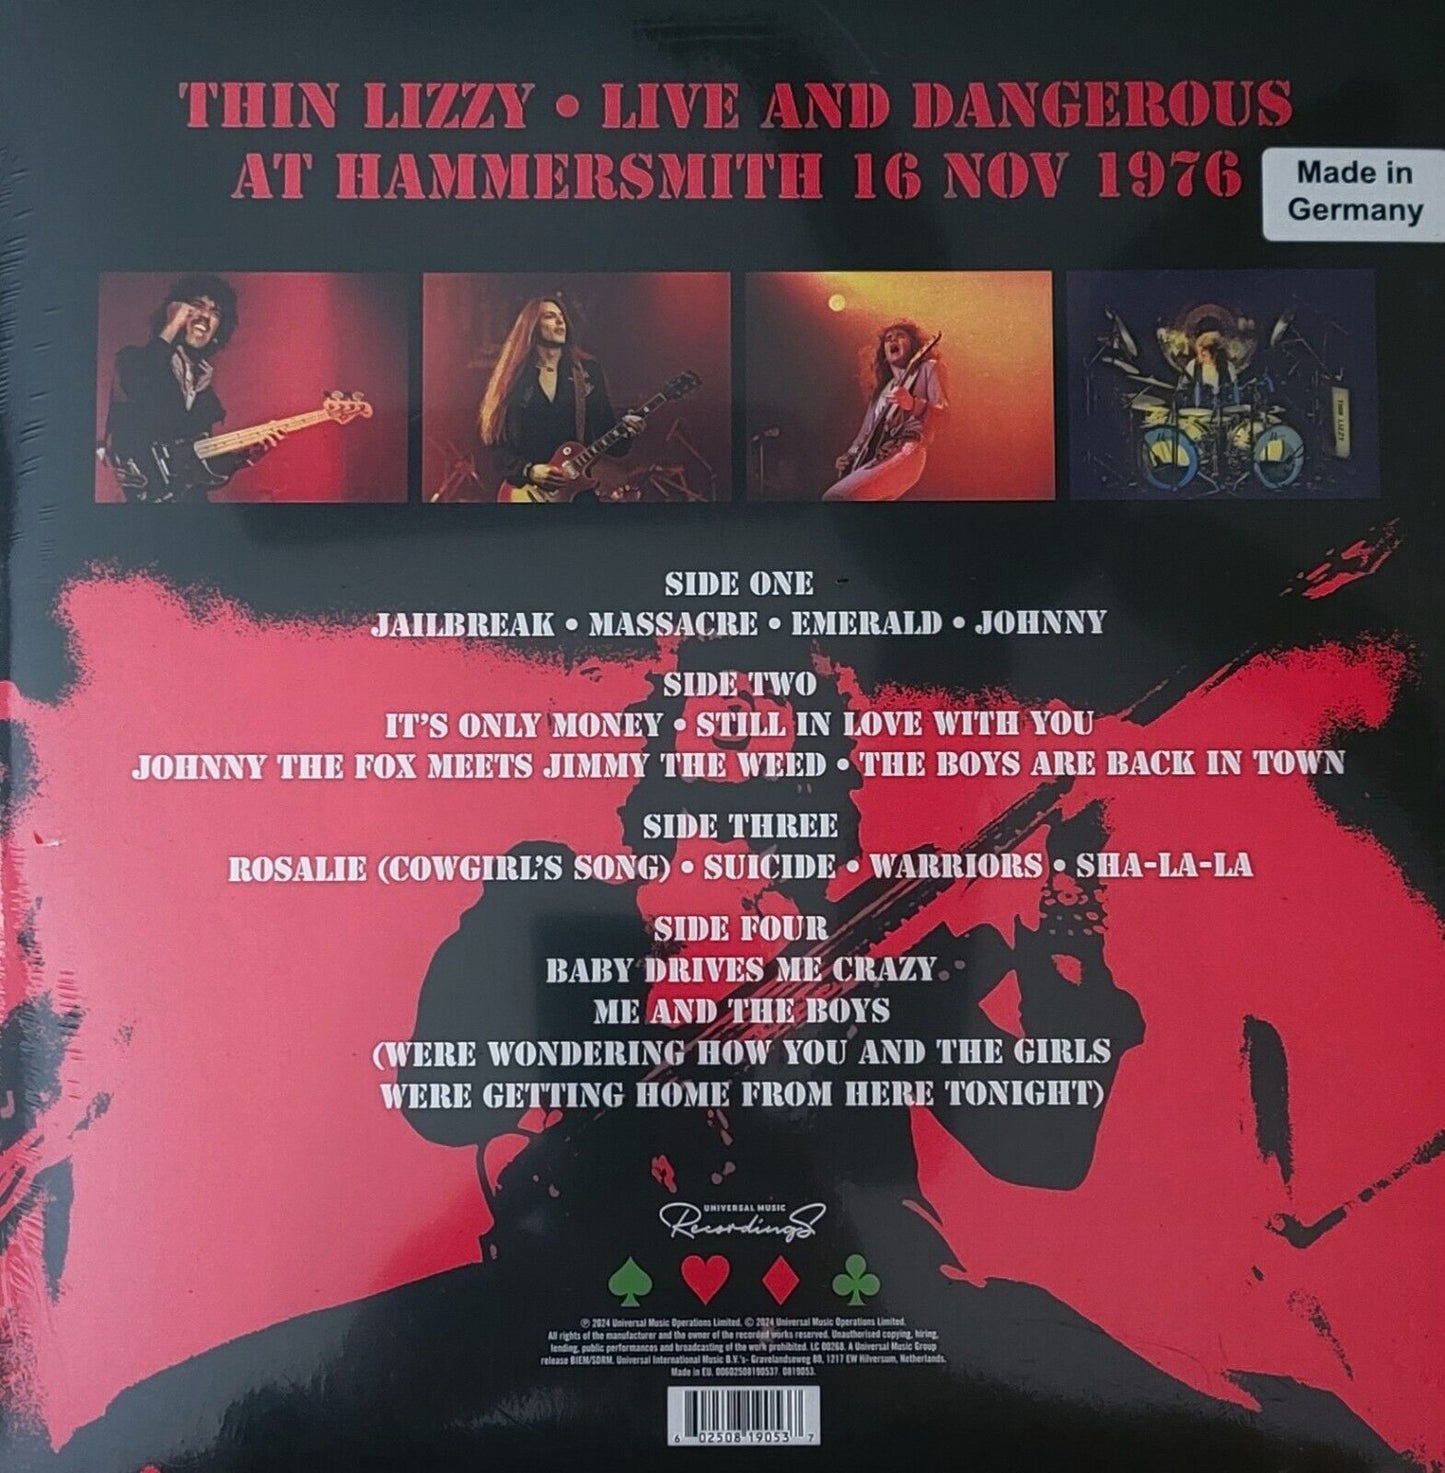 THIN LIZZY • LIVE AND DANGEROUS
AT HAMMERSMITH 16 NOV 1976
Made in
Germany
THIN LIZZY
SIDE ONE
JAILBREAK • MASSACRE • EMERALD • JOHNNY
SIDE TWO
IT'S ONLY MONEY • STILL IN LOVE WITH YOU
JOHNNY THE FOX MEETS JIMMY THE WEED • THE BOYS ARE BACK IN TOWN
SIDE THREE
ROSALIE (COWGIRL'S SONG) • SUICIDE • WARRIORS • SHA-LA-LA
SIDE FOUR
BABY DRIVES ME CRAZY
ME AND THE BOYS
(WERE WONDERING HOW YOU AND THE GIRLS
WERE GETTING HOME FROM HERE TONIGHT)
UNIVERSAL MUSIC
Recordings
℗ 2024 Universal Music Operations Limited. © 2024 Universal Music Operations Limited.
All rights of the manufacturer and the owner of the recorded works reserved. Unauthorised copying, hiring,
lending, public performances and broadcasting of the work prohibited. LC 00268. A Universal Music Group
release BIEM/SDRM. Universal International Music B.V.'s- Gravelandseweg 80, 1217 EW Hilversum, Netherlands.
Made in EU. 00602508190537. 0819053.
6 02508 19053 7